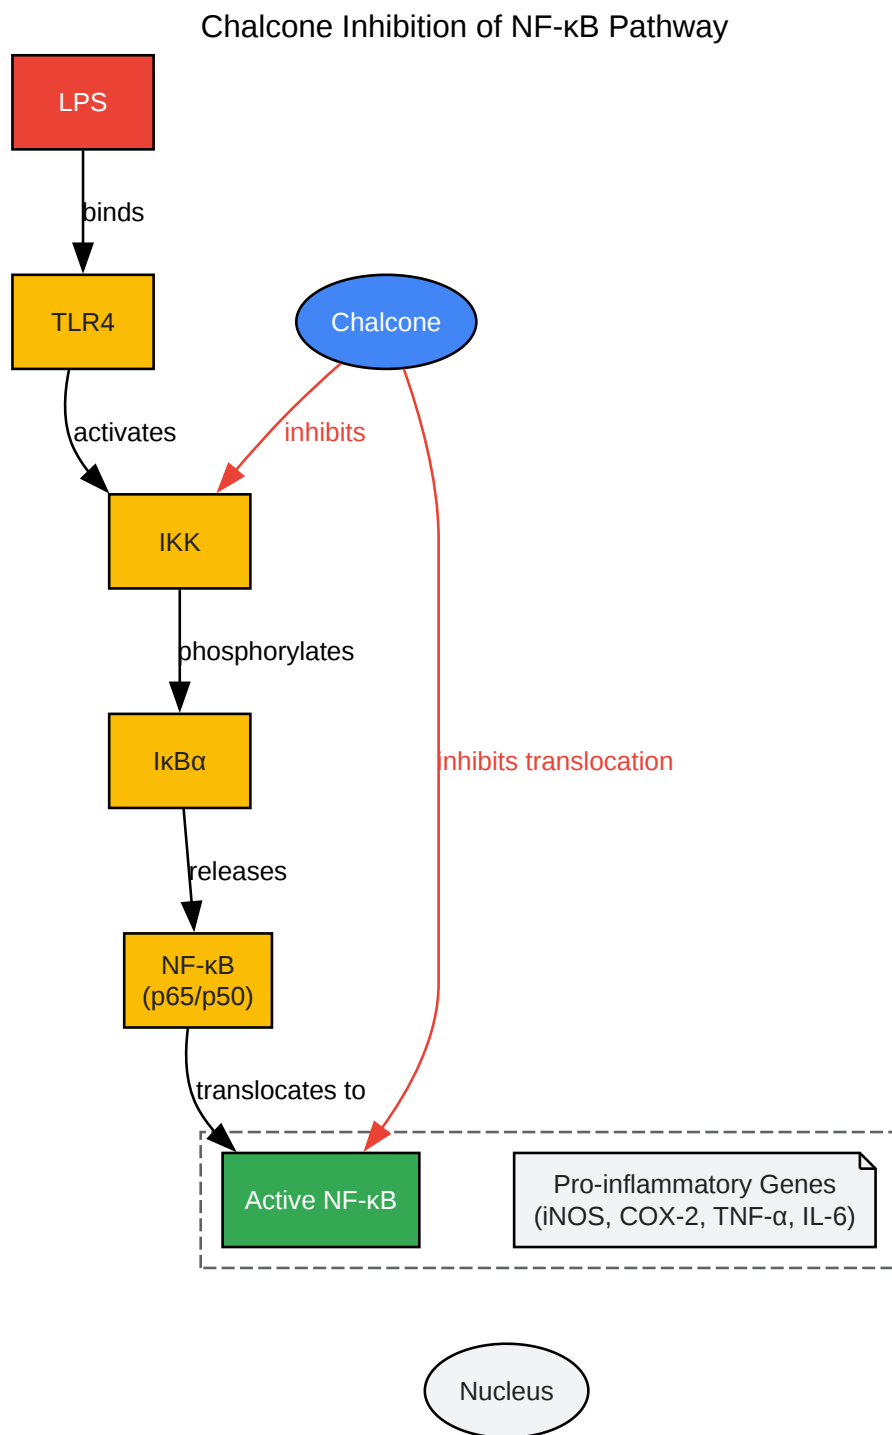 Chalcone Inhibition of NF-κB Pathway
LPS
binds
TLR4
Chalcone
activates
inhibits
IKK
phosphorylates
IκBα
inhibits translocation
releases
NF-κB
(p65/p50)
translocates to
Active NF-κB
Pro-inflammatory Genes
(iNOS, COX-2, TNF-α, IL-6)
Nucleus